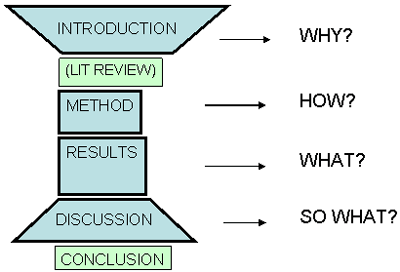 INTRODUCTION WHY?
(LIT REVIEW)
METHOD HOW?
RESULTS WHAT?
DISCUSSION SO WHAT?
CONCLUSION